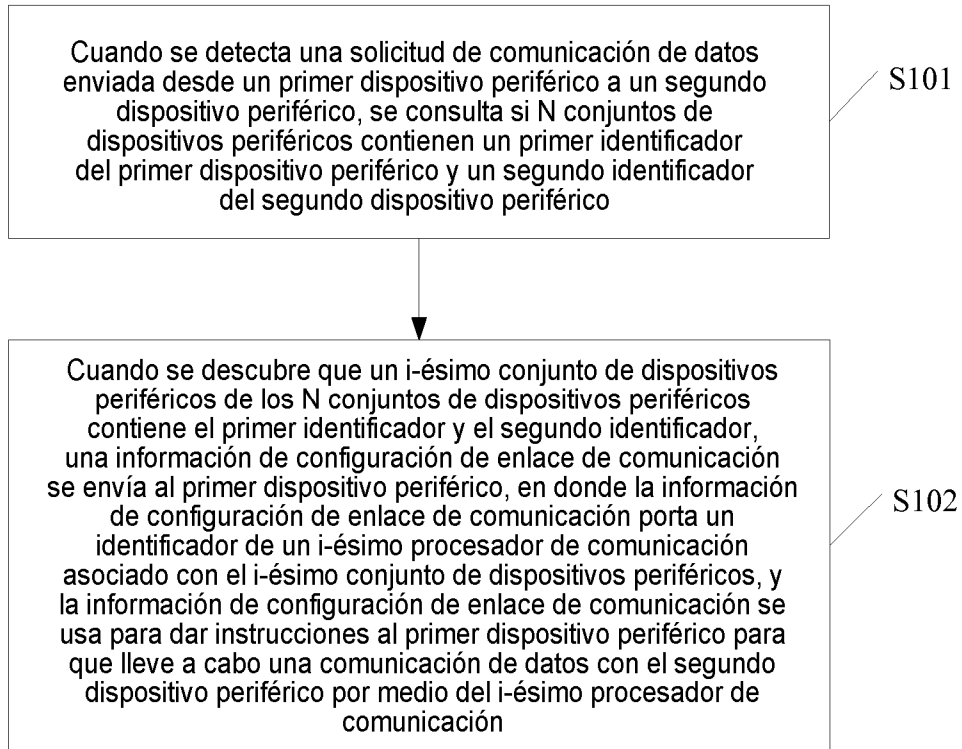 Cuando se detecta una solicitud de comunicación de datos
enviada desde un primer dispositivo periférico a un segundo
dispositivo periférico, se consulta si N conjuntos de
dispositivos periféricos contienen un primer identificador
del primer dispositivo periférico y un segundo identificador
del segundo dispositivo periférico
S101
Cuando se descubre que un i-ésimo conjunto de dispositivos
periféricos de los N conjuntos de dispositivos periféricos
contiene el primer identificador y el segundo identificador,
una información de configuración de enlace de comunicación
se envía al primer dispositivo periférico, en donde la información
de configuración de enlace de comunicación porta un
identificador de un i-ésimo procesador de comunicación
asociado con el i-ésimo conjunto de dispositivos periféricos, y
la información de configuración de enlace de comunicación se
usa para dar instrucciones al primer dispositivo periférico para
que lleve a cabo una comunicación de datos con el segundo
dispositivo periférico por medio del i-ésimo procesador de
comunicación
S102